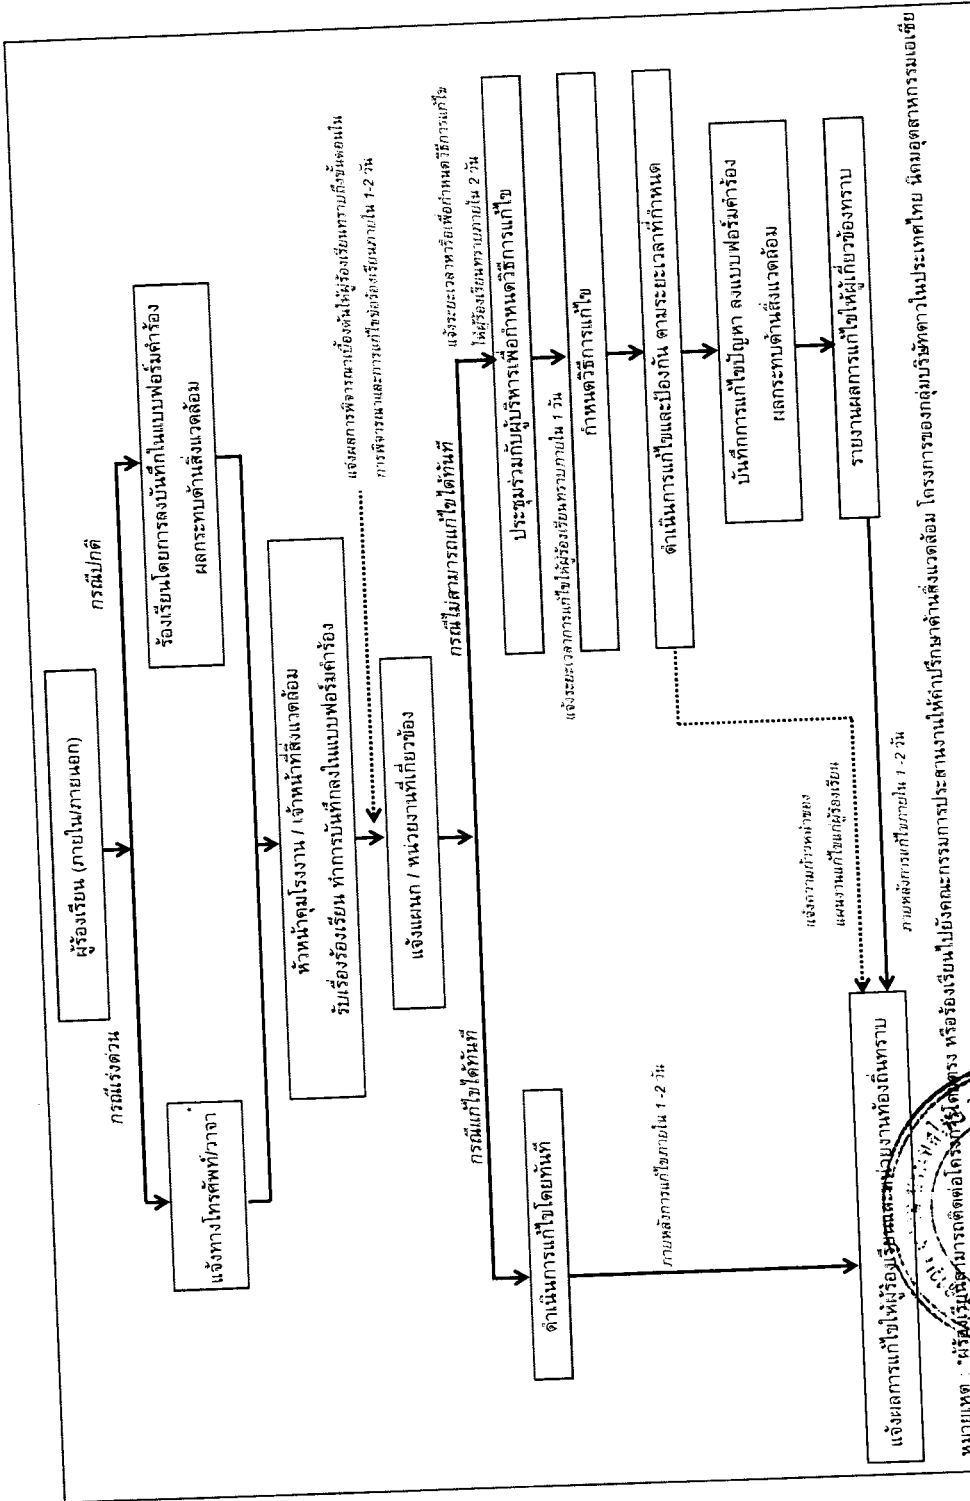 ผู้ร้องเรียน (ภายใน/ภายนอก)
กรณีเร่งด่วน
กรณีปกติ
แจ้งทางโทรศัพท์/วาจา*
ร้องเรียนโดยการลงบันทึกในแบบฟอร์มคำร้อง
ผลกระทบด้านสิ่งแวดล้อม
หัวหน้าคุมโรงงาน / เจ้าหน้าที่สิ่งแวดล้อม
รับเรื่องร้องเรียน ทำการบันทึกลงในแบบฟอร์มคำร้อง
แจ้งผลการพิจารณาเบื้องต้นให้ผู้ร้องเรียนทราบถึงขั้นตอนใน
การพิจารณาและการแก้ไขข้อร้องเรียนภายใน 1-2 วัน
แจ้งแผนก / หน่วยงานที่เกี่ยวข้อง
กรณีแก้ไขได้ทันที
กรณีไม่สามารถแก้ไขได้ทันที
แจ้งระยะเวลาหารือเพื่อกำหนดวิธีการแก้ไข
ให้ผู้ร้องเรียนทราบภายใน 2 วัน
ดำเนินการแก้ไขโดยทันที
ประชุมร่วมกับผู้บริหารเพื่อกำหนดวิธีการแก้ไข
แจ้งระยะเวลาการแก้ไขให้ผู้ร้องเรียนทราบภายใน 1 วัน
กำหนดวิธีการแก้ไข
ดำเนินการแก้ไขและป้องกัน ตามระยะเวลาที่กำหนด
ภายหลังการแก้ไขภายใน 1-2 วัน
บันทึกการแก้ไขปัญหา ลงแบบฟอร์มคำร้อง
ผลกระทบด้านสิ่งแวดล้อม
แจ้งความก้าวหน้าของ
แผนงานแก้ไขแก่ผู้ร้องเรียน
รายงานผลการแก้ไขให้ผู้เกี่ยวข้องทราบ
แจ้งผลการแก้ไขให้ผู้ร้องเรียนและหน่วยงานท้องถิ่นทราบ
ภายหลังการแก้ไขภายใน 1-2 วัน
หมายเหตุ : *ผู้ร้องเรียนสามารถติดต่อโครงการโดยตรง หรือร้องเรียนไปยังคณะกรรมการประสานงานให้คำปรึกษาด้านสิ่งแวดล้อม โครงการของกลุ่มบริษัทดาวในประเทศไทย นิคมอุตสาหกรรมเอเซีย